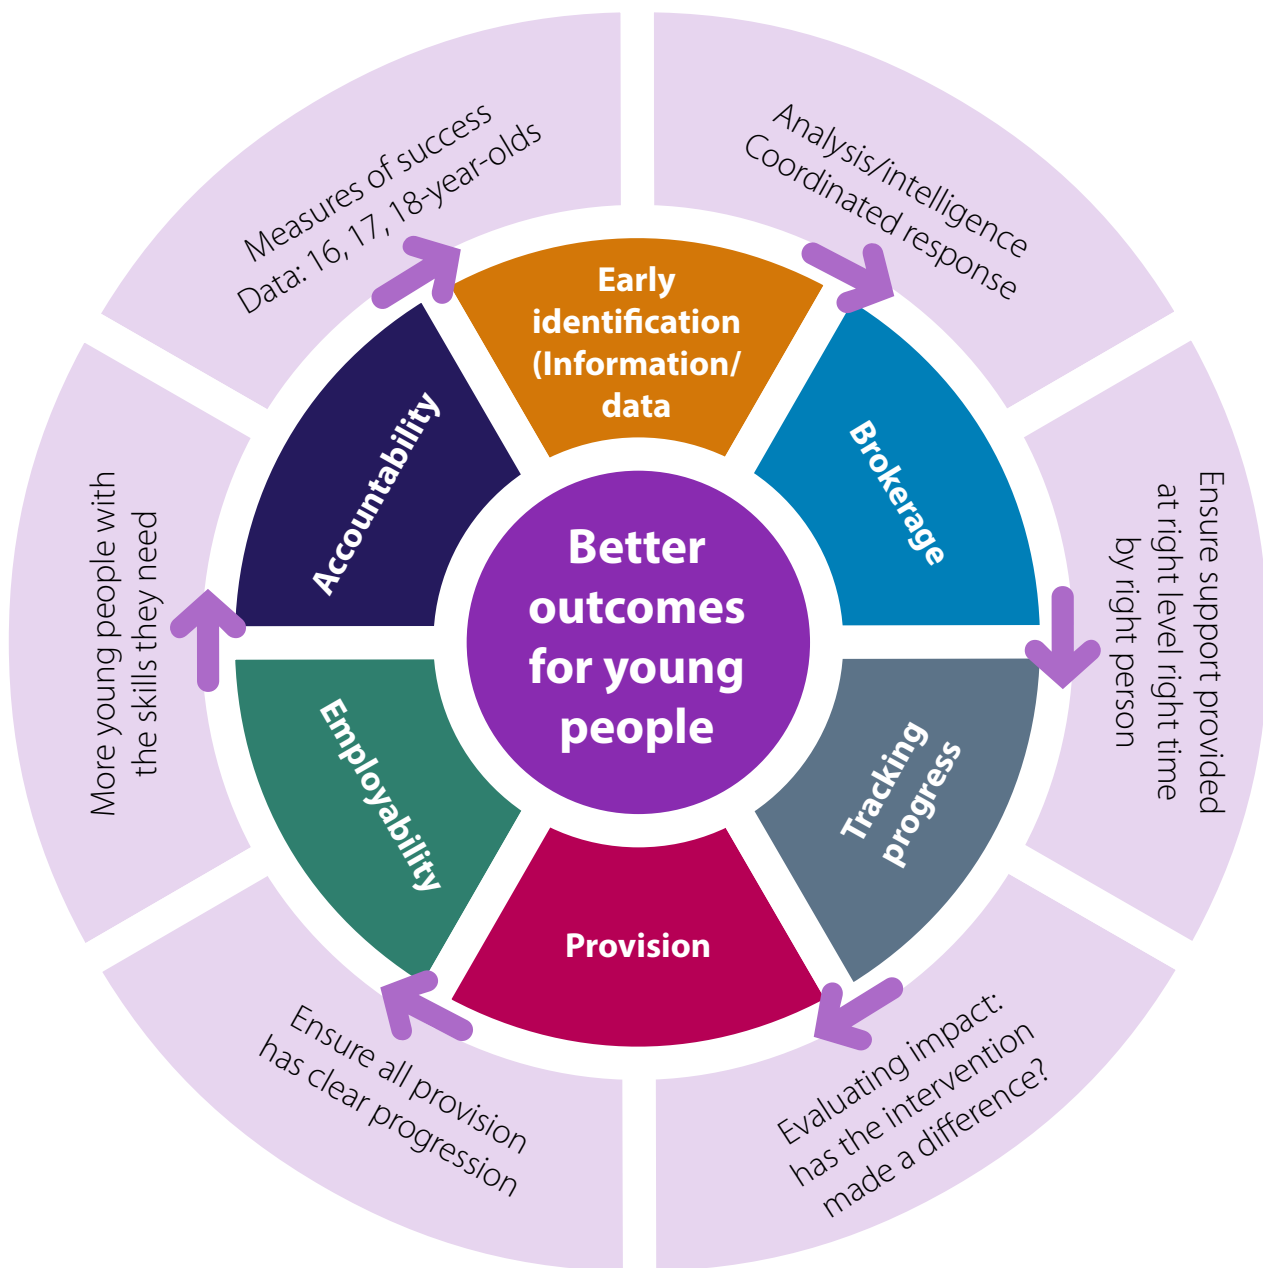 Measures of success
Data: 16, 17, 18-year-olds
Analysis/intelligence
Coordinated response
Ensure support provided
at right level right time
by right person
Evaluating impact:
has the intervention
made a difference?
Ensure all provision
has clear progression
More young people with
the skills they need
Early
identification
(Information/
data
Brokerage
Tracking
progress
Provision
Employability
Accountability
Better
outcomes
for young
people